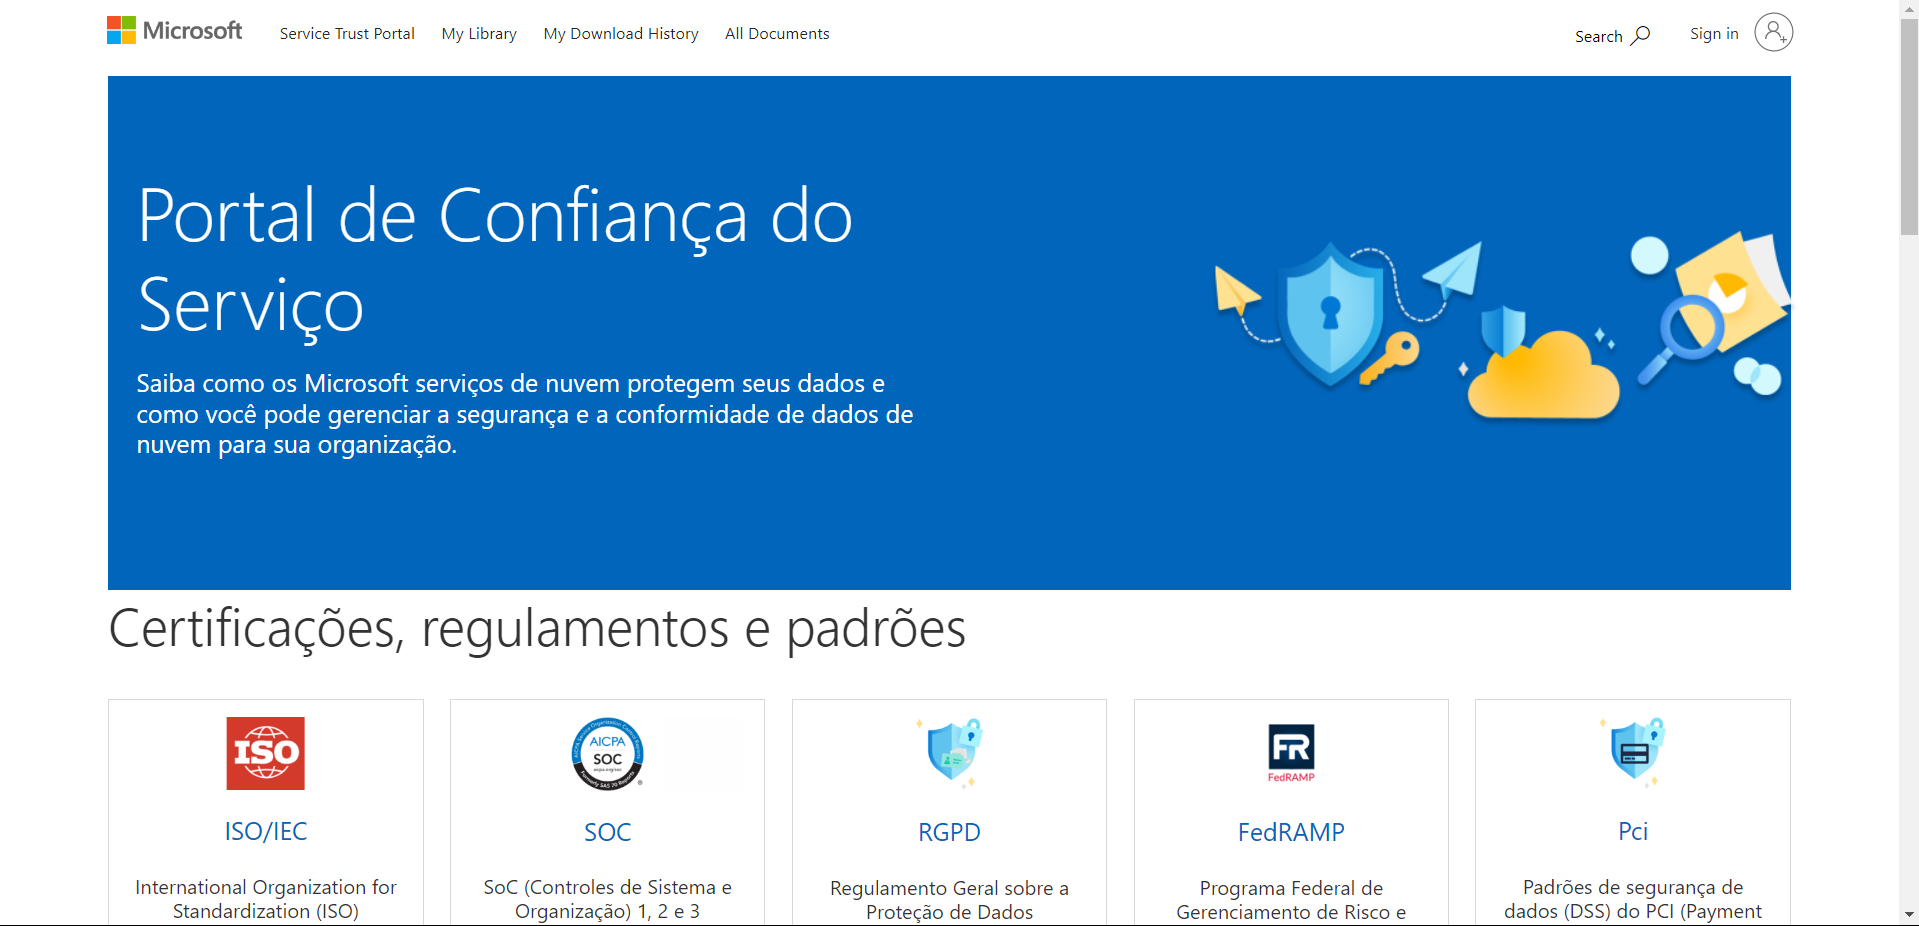 Microsoft
Service Trust Portal
My Library
My Download History
All Documents
Search
Sign in
Portal de Confiança do
Serviço
Saiba como os Microsoft serviços de nuvem protegem seus dados e
como você pode gerenciar a segurança e a conformidade de dados de
nuvem para sua organização.
Certificações, regulamentos e padrões
ISO
ISO/IEC
International Organization for
Standardization (ISO)
AICPA
SOC
SOC
SoC (Controles de Sistema e
Organização) 1, 2 e 3
RGPD
Regulamento Geral sobre a
Proteção de Dados
FR
FedRAMP
FedRAMP
Programa Federal de
Gerenciamento de Risco e
Pci
Padrões de segurança de
dados (DSS) do PCI (Payment